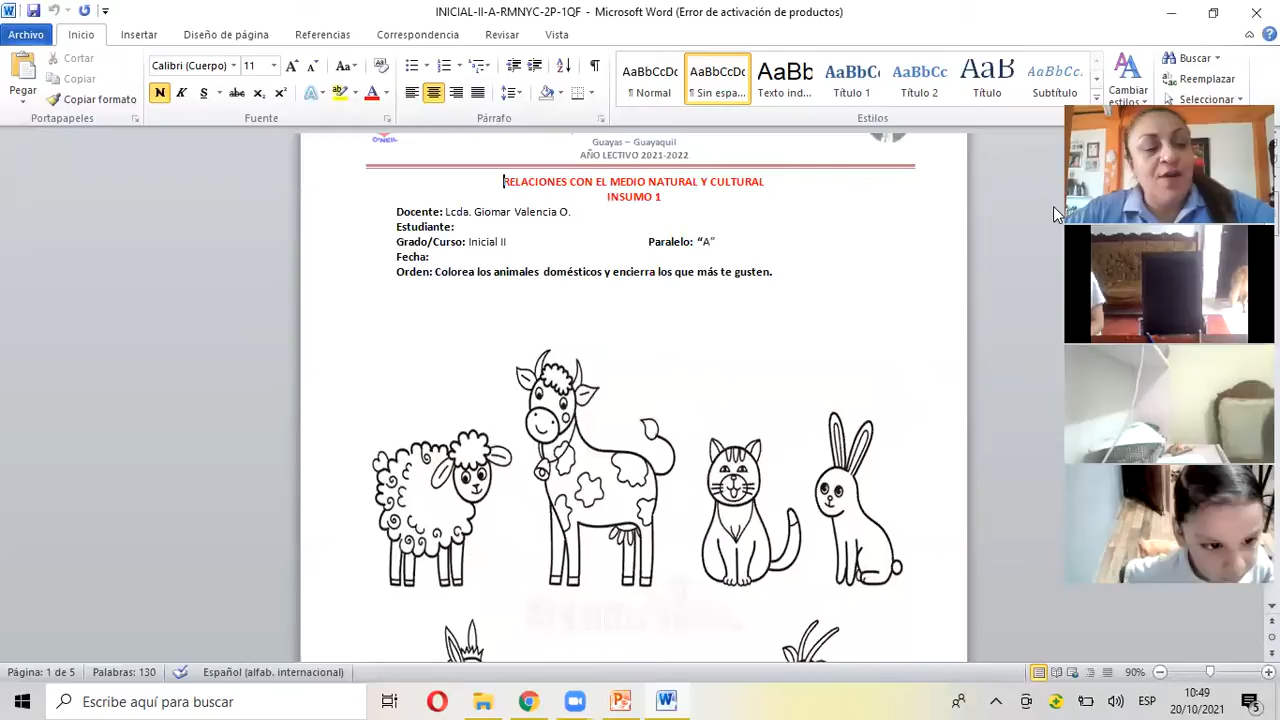 INICIAL-II-A-RMNYC-2P-1QF - Microsoft Word (Error de activación de productos)
Archivo Inicio Insertar Diseño de página Referencias Correspondencia Revisar Vista
Cortar
Copiar
Copiar formato
Pegar
Portapapeles
Calibri (Cuerpo) 11
Fuente
Párrafo
AaBbCcDc ¶ Normal
AaBbCcDc ¶ Sin espa...
AaBb Texto ind...
AaBbCc Título 1
AaBbCc Título 2
AaB Título
AaBbCc Subtítulo
Cambiar estilos
Estilos
Buscar
Reemplazar
Seleccionar
O'NEIL
Guayas – Guayaquil
AÑO LECTIVO 2021-2022
RELACIONES CON EL MEDIO NATURAL Y CULTURAL
INSUMO 1
Docente: Lcda. Giomar Valencia O.
Estudiante:
Grado/Curso: Inicial II Paralelo: “A”
Fecha:
Orden: Colorea los animales domésticos y encierra los que más te gusten.
Página: 1 de 5 Palabras: 130 Español (alfab. internacional) 90%
Escribe aquí para buscar
ESP
10:49
20/10/2021
5